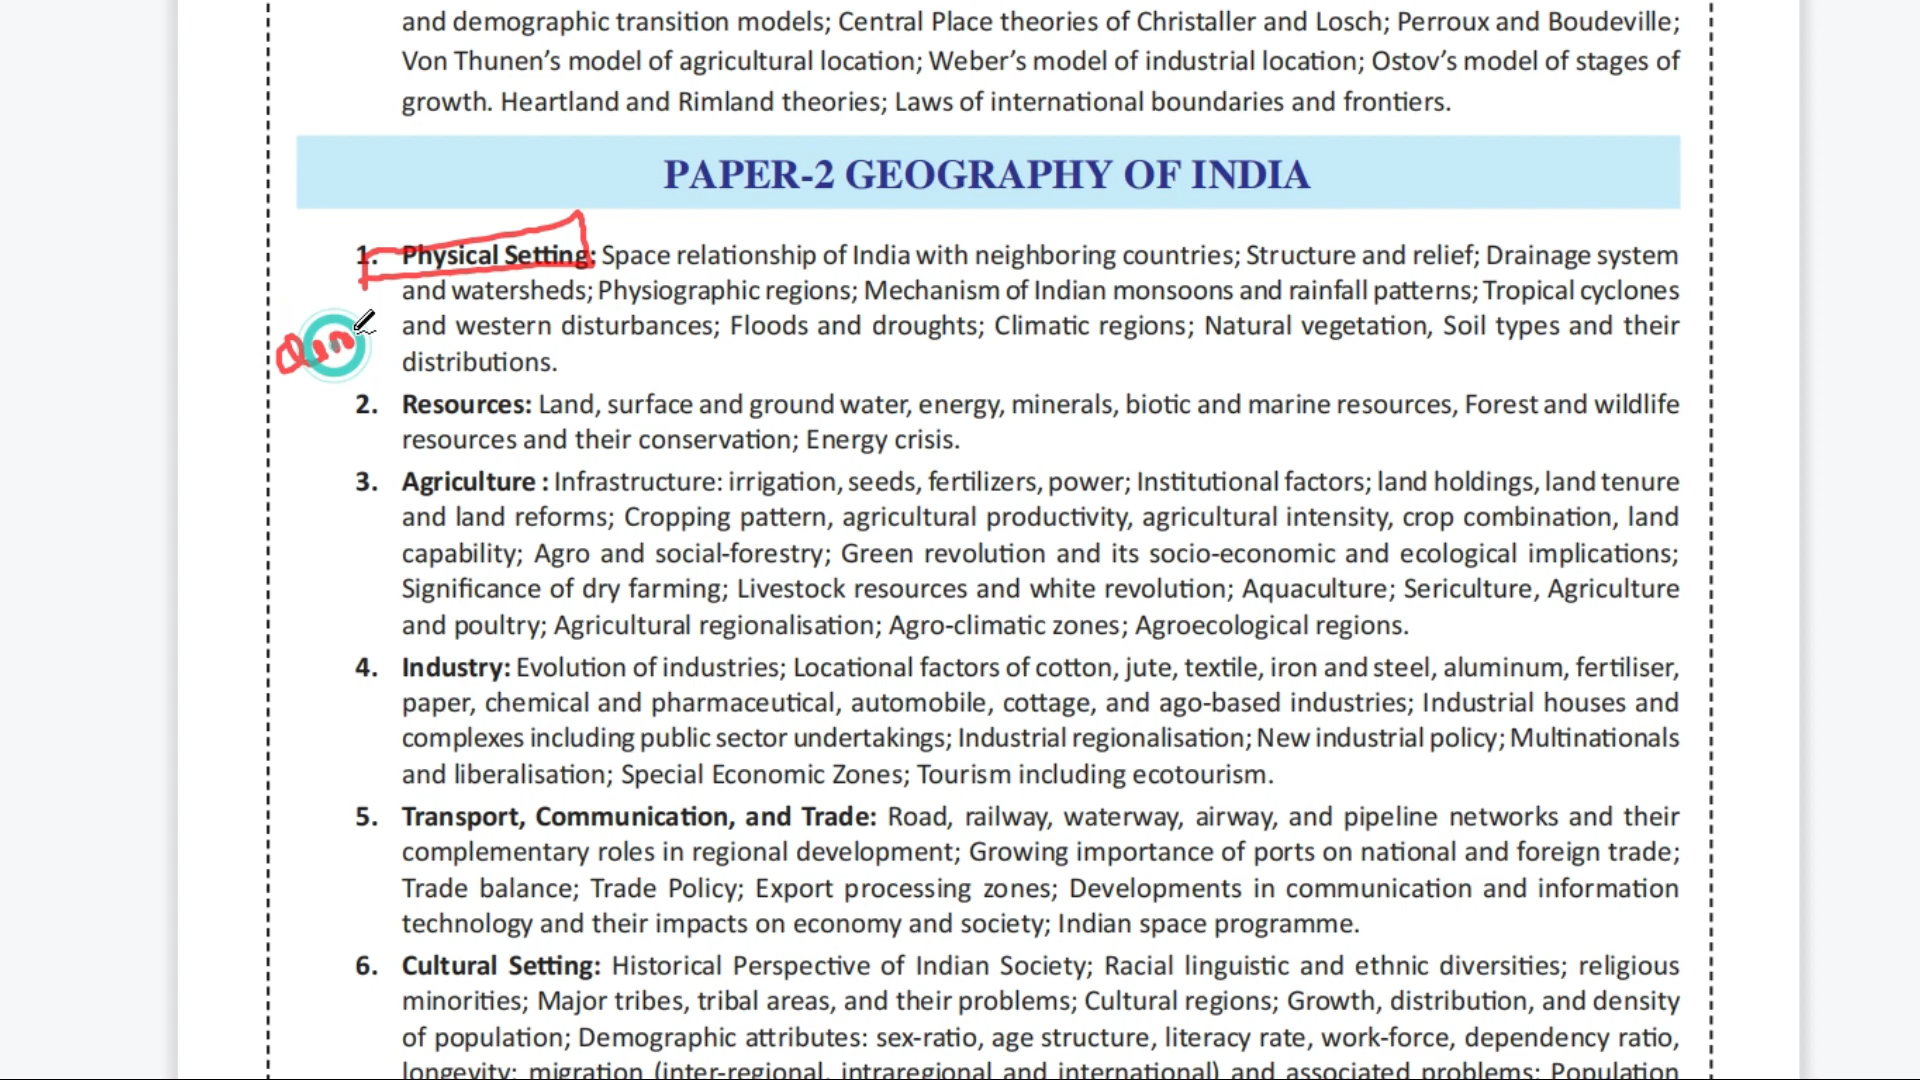 and demographic transition models; Central Place theories of Christaller and Losch; Perroux and Boudeville;
Von Thunen’s model of agricultural location; Weber’s model of industrial location; Ostov’s model of stages of
growth. Heartland and Rimland theories; Laws of international boundaries and frontiers.
PAPER-2 GEOGRAPHY OF INDIA
1. Physical Setting: Space relationship of India with neighboring countries; Structure and relief; Drainage system
and watersheds; Physiographic regions; Mechanism of Indian monsoons and rainfall patterns; Tropical cyclones
and western disturbances; Floods and droughts; Climatic regions; Natural vegetation, Soil types and their
distributions.
2. Resources: Land, surface and ground water, energy, minerals, biotic and marine resources, Forest and wildlife
resources and their conservation; Energy crisis.
3. Agriculture : Infrastructure: irrigation, seeds, fertilizers, power; Institutional factors; land holdings, land tenure
and land reforms; Cropping pattern, agricultural productivity, agricultural intensity, crop combination, land
capability; Agro and social-forestry; Green revolution and its socio-economic and ecological implications;
Significance of dry farming; Livestock resources and white revolution; Aquaculture; Sericulture, Agriculture
and poultry; Agricultural regionalisation; Agro-climatic zones; Agroecological regions.
4. Industry: Evolution of industries; Locational factors of cotton, jute, textile, iron and steel, aluminum, fertiliser,
paper, chemical and pharmaceutical, automobile, cottage, and ago-based industries; Industrial houses and
complexes including public sector undertakings; Industrial regionalisation; New industrial policy; Multinationals
and liberalisation; Special Economic Zones; Tourism including ecotourism.
5. Transport, Communication, and Trade: Road, railway, waterway, airway, and pipeline networks and their
complementary roles in regional development; Growing importance of ports on national and foreign trade;
Trade balance; Trade Policy; Export processing zones; Developments in communication and information
technology and their impacts on economy and society; Indian space programme.
6. Cultural Setting: Historical Perspective of Indian Society; Racial linguistic and ethnic diversities; religious
minorities; Major tribes, tribal areas, and their problems; Cultural regions; Growth, distribution, and density
of population; Demographic attributes: sex-ratio, age structure, literacy rate, work-force, dependency ratio,
longevity; migration (inter-regional, intraregional and international) and associated problems; Population